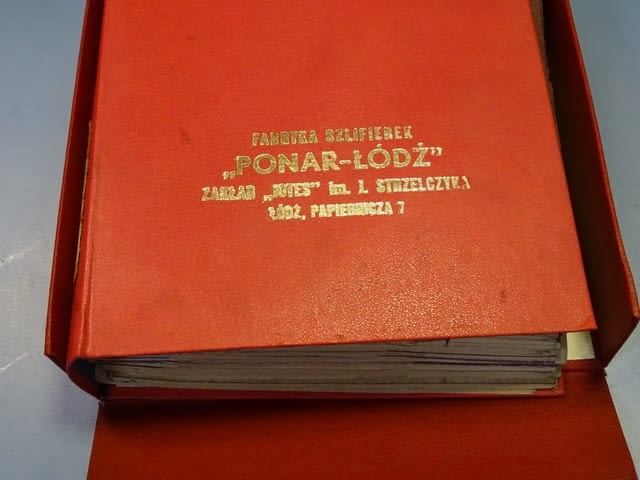 FABRYKA SZLIFIEREK
„PONAR-ŁÓDŹ”
ZAKŁAD „JOTES” im. J. STRZELCZYKA
ŁÓDŹ, PAPIERNICZA 7